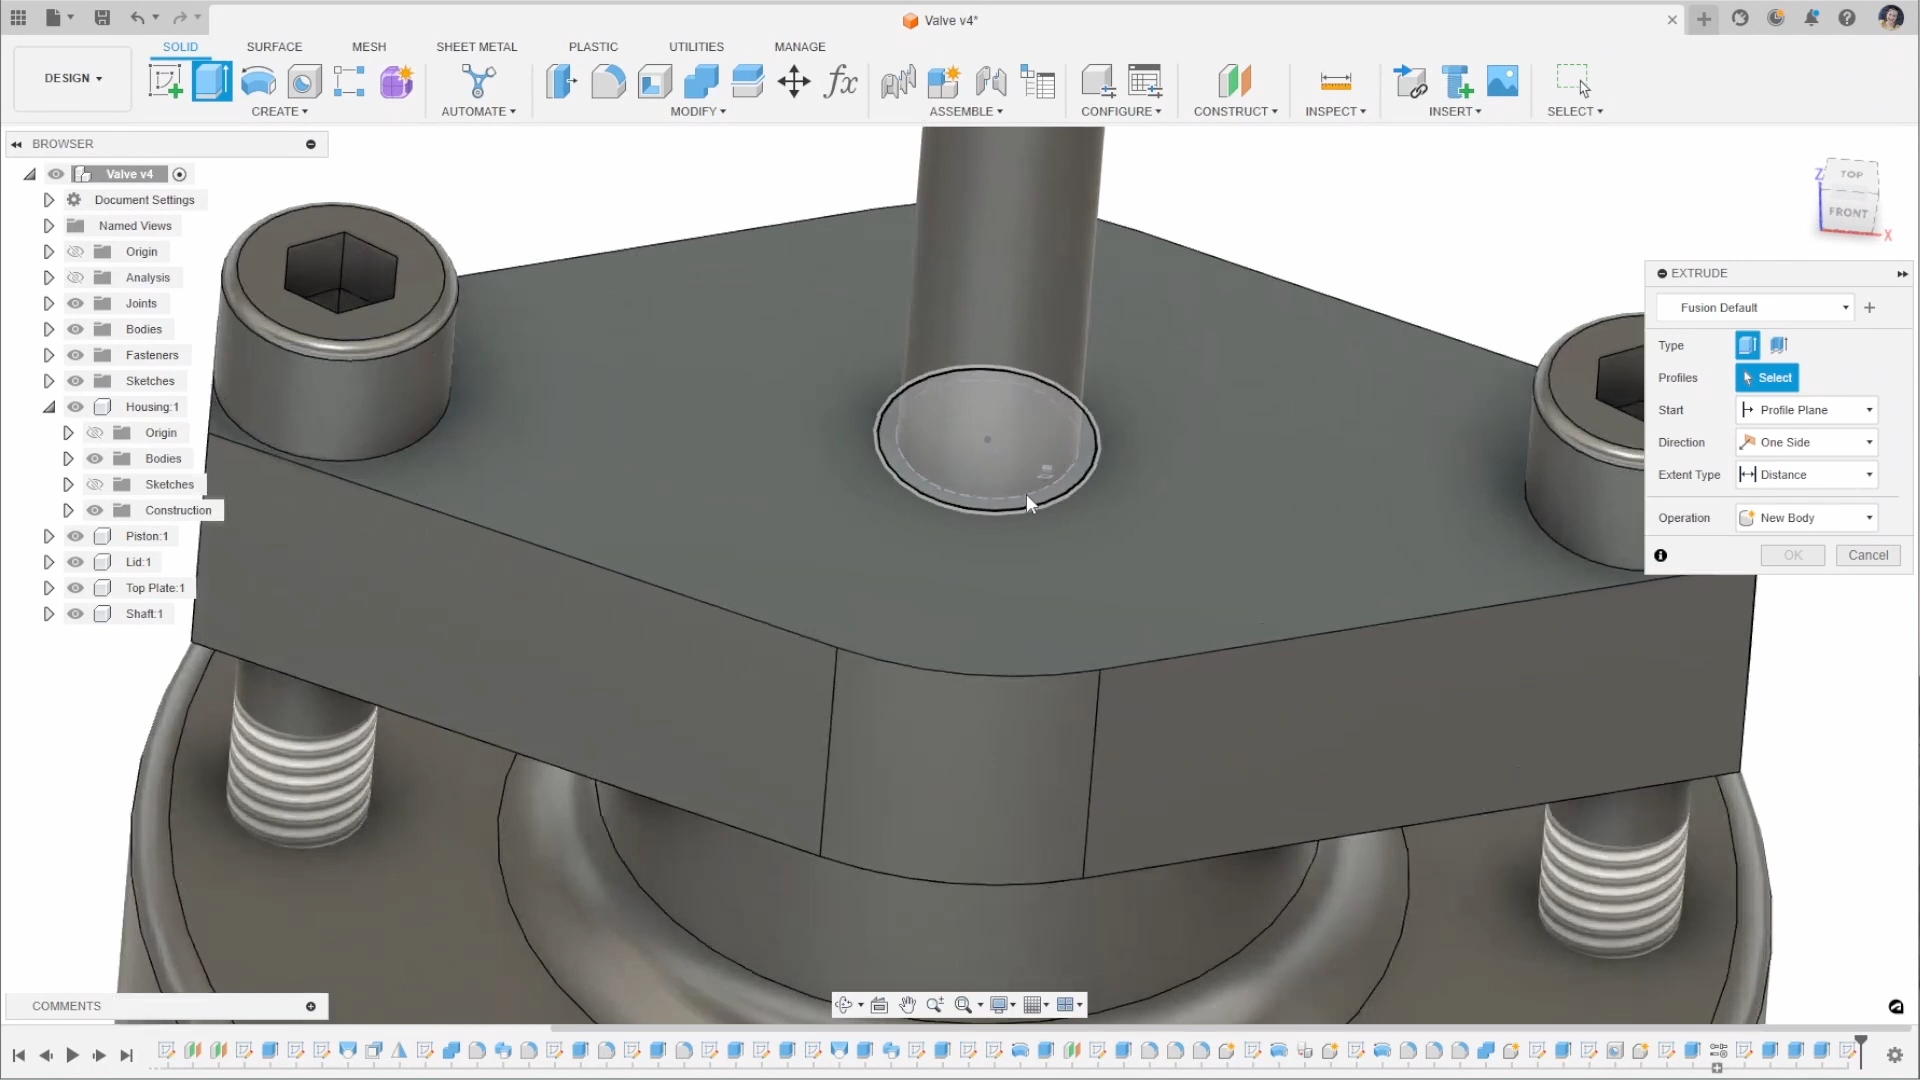 Valve v4*
DESIGN
SOLID
SURFACE
MESH
SHEET METAL
PLASTIC
UTILITIES
MANAGE
CREATE
AUTOMATE
MODIFY
ASSEMBLE
CONFIGURE
CONSTRUCT
INSPECT
INSERT
SELECT
BROWSER
Valve v4
Document Settings
Named Views
Origin
Analysis
Joints
Bodies
Fasteners
Sketches
Housing:1
Origin
Bodies
Sketches
Construction
Piston:1
Lid:1
Top Plate:1
Shaft:1
TOP
FRONT
Z
X
EXTRUDE
Fusion Default
Type
Profiles Select
Start Profile Plane
Direction One Side
Extent Type Distance
Operation New Body
OK Cancel
COMMENTS